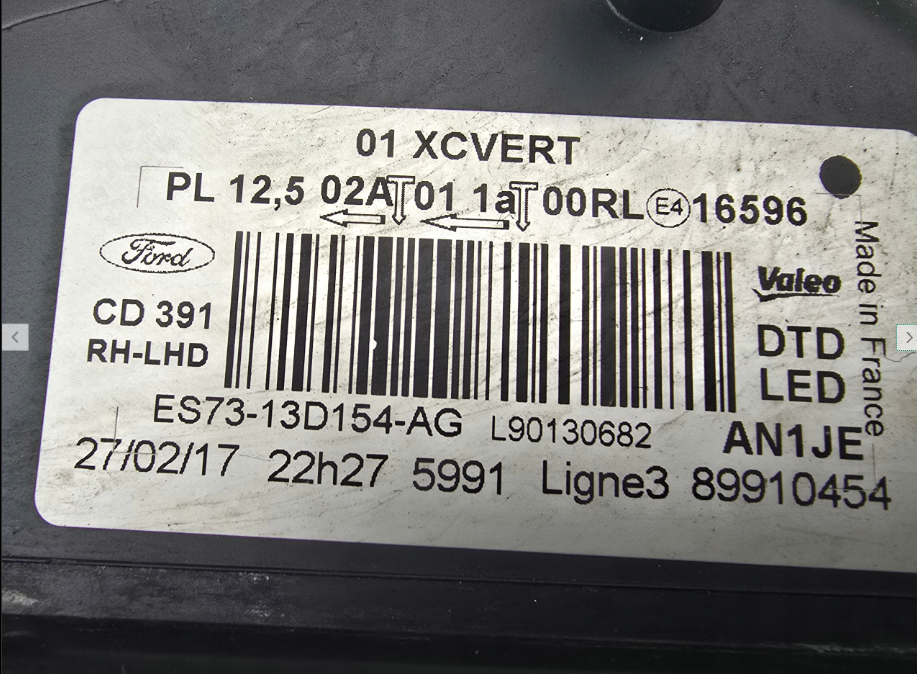 01 XCVERT
PL 12,5 02A 01 1a 00RL E4 16596
Ford
Valeo
CD 391
RH-LHD
DTD
LED
Made in France
ES73-13D154-AG L90130682 AN1JE
27/02/17 22h27 5991 Ligne3 89910454